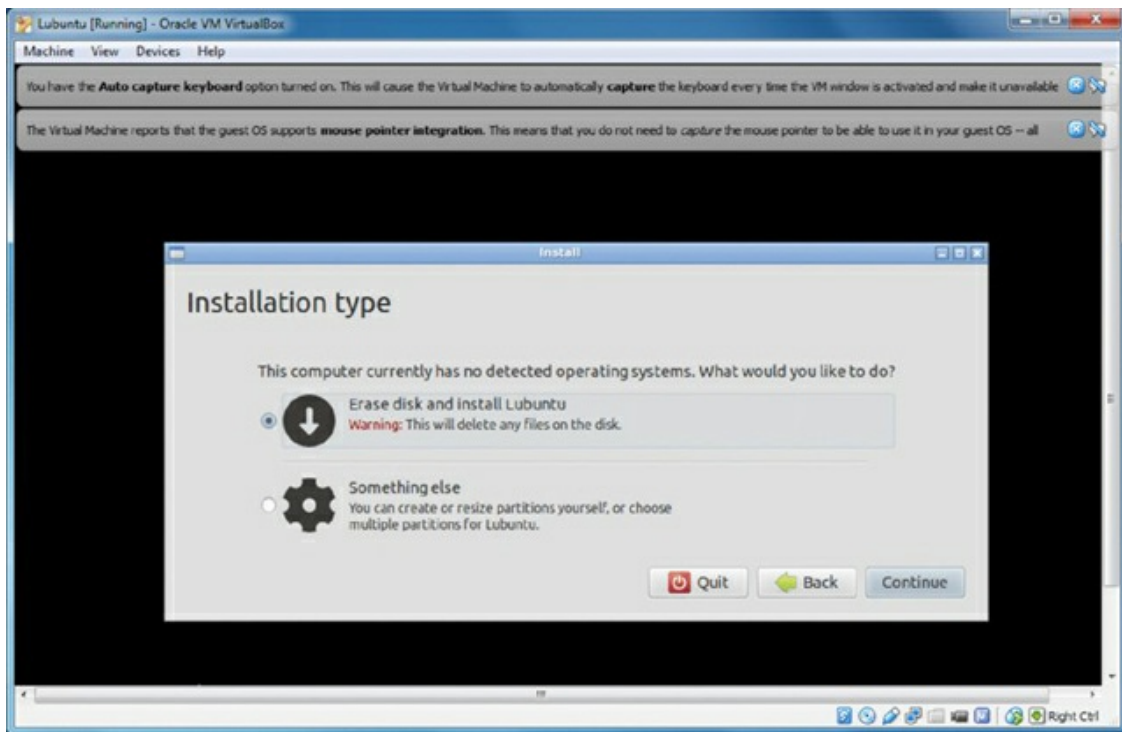 Lubuntu [Running] - Oracle VM VirtualBox
Machine View Devices Help
You have the Auto capture keyboard option turned on. This will cause the Virtual Machine to automatically capture the keyboard every time the VM window is activated and make it unavailable
The Virtual Machine reports that the guest OS supports mouse pointer integration. This means that you do not need to capture the mouse pointer to be able to use it in your guest OS -- all
Install
Installation type
This computer currently has no detected operating systems. What would you like to do?
Erase disk and install Lubuntu
Warning: This will delete any files on the disk.
Something else
You can create or resize partitions yourself, or choose
multiple partitions for Lubuntu.
Quit Back Continue
Right Ctrl